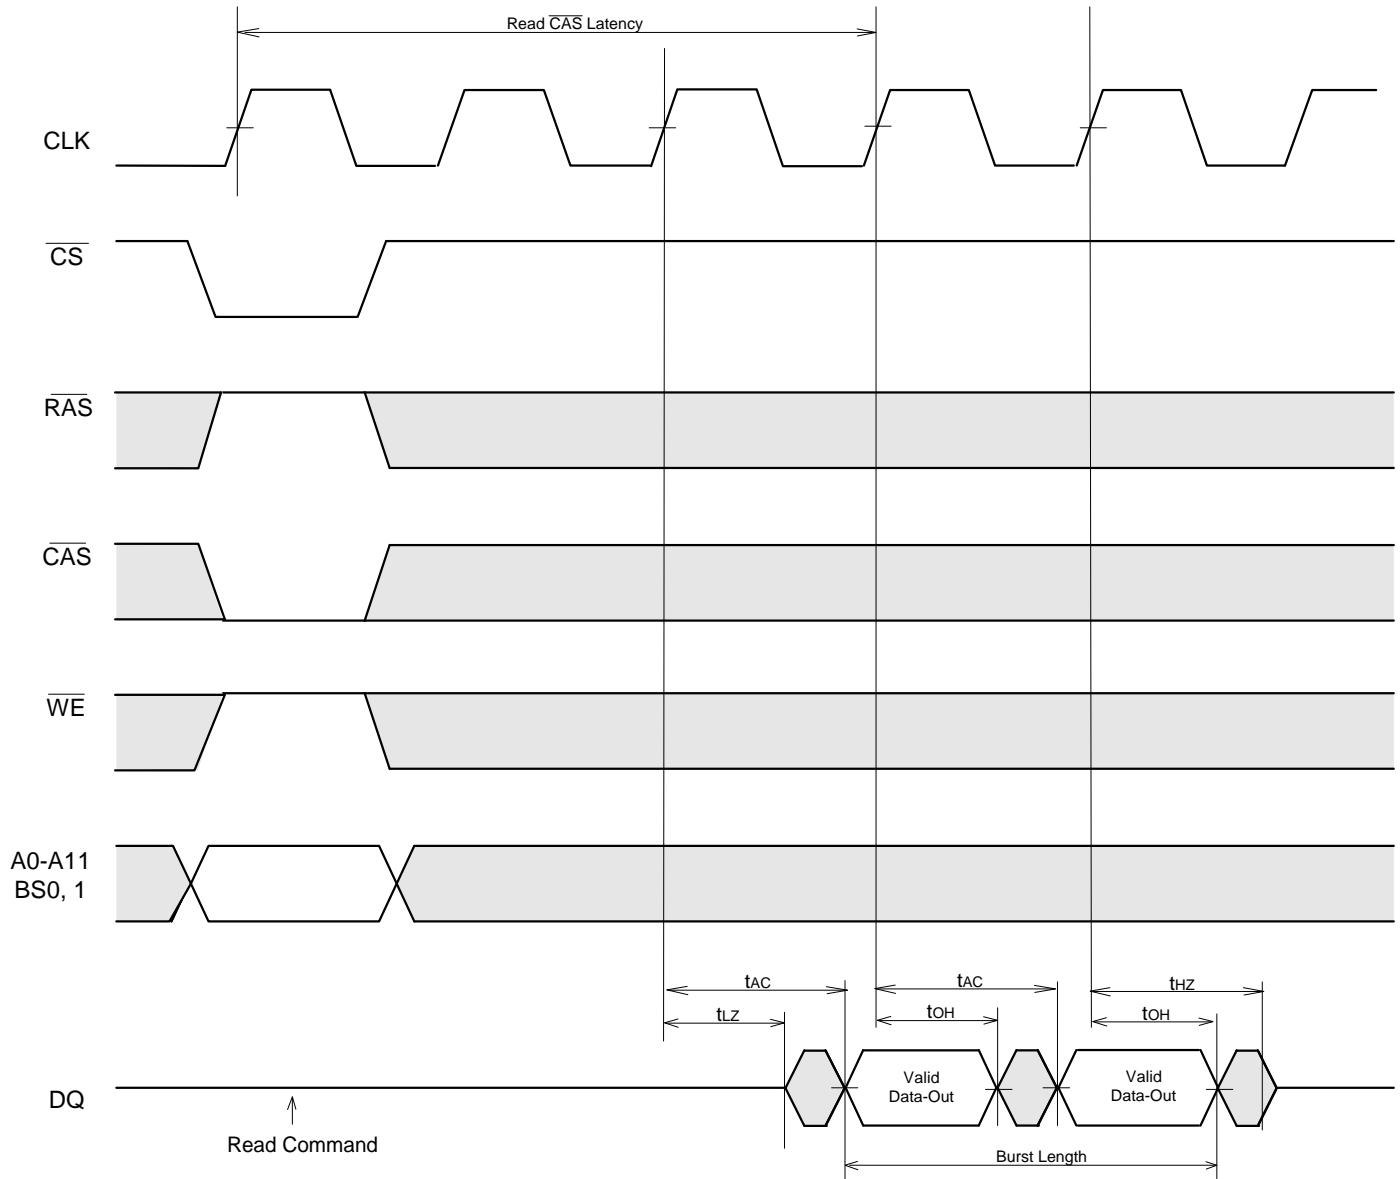 Read CAS Latency
CLK
CS
RAS
CAS
WE
A0-A11
BS0, 1
tAC
tAC
tHZ
tLZ
tOH
tOH
DQ
Valid
Data-Out
Valid
Data-Out
Read Command
Burst Length